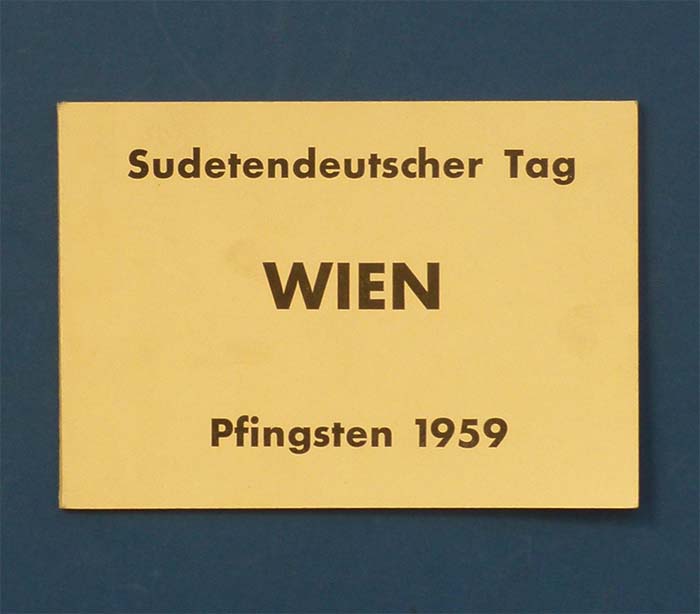 Sudetendeutscher Tag
WIEN
Pfingsten 1959